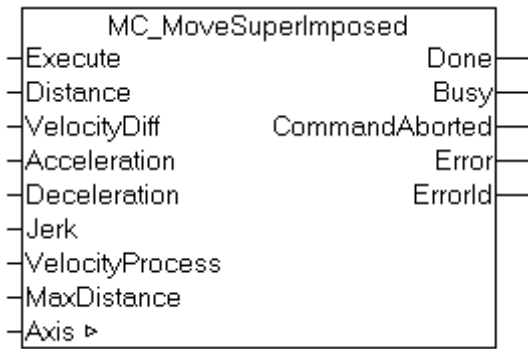 MC_MoveSuperImposed
Execute Done
Distance Busy
VelocityDiff CommandAborted
Acceleration Error
Deceleration ErrorId
Jerk
VelocityProcess
MaxDistance
Axis ▹